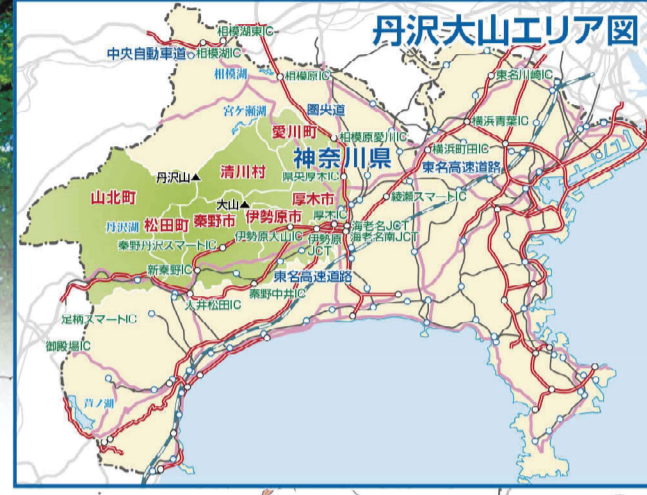 丹沢大山エリア図
相模湖東IC
中央自動車道
相模湖IC
相模湖
相模原IC
東名川崎IC
宮ケ瀬湖
圏央道
愛川町
横浜青葉IC
相模原愛川IC
神奈川県
横浜町田IC
清川村
東名高速道路
丹沢山
県央厚木IC
山北町
大山
厚木市
綾瀬スマートIC
伊勢原市
厚木IC
丹沢湖
松田町
秦野市
海老名JCT
伊勢原大山IC
伊勢原
JCT
海老名南JCT
秦野丹沢スマートIC
新秦野IC
東名高速道路
秦野中井IC
大井松田IC
足柄スマートIC
御殿場IC
芦ノ湖